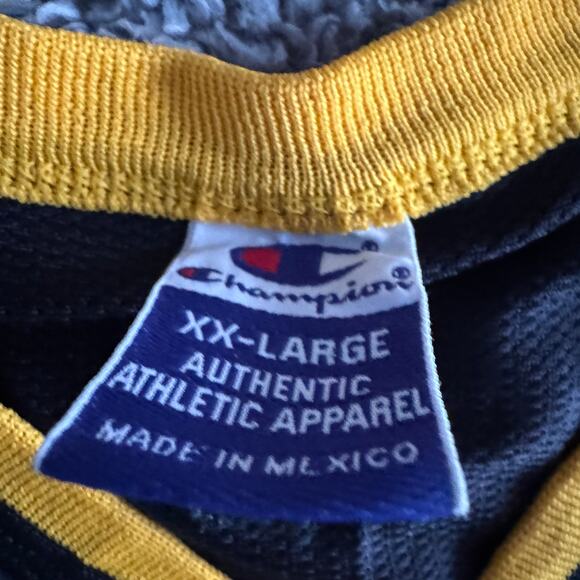 Champion®
®
XX-LARGE
AUTHENTIC
ATHLETIC APPAREL
MADE IN MEXICO